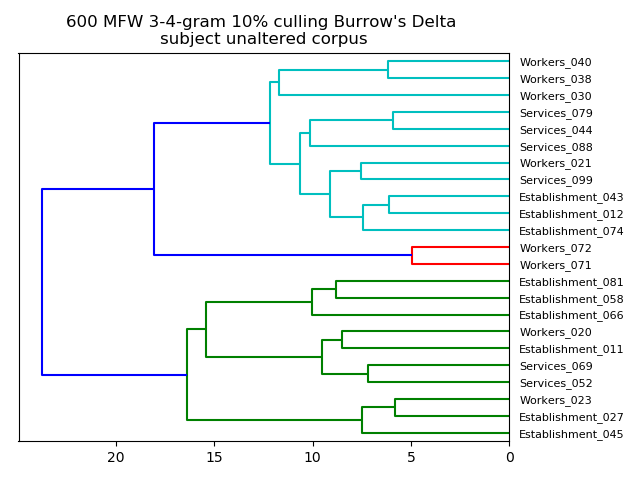 600 MFW 3-4-gram 10% culling Burrow's Delta
subject unaltered corpus
Workers_040
Workers_038
Workers_030
Services_079
Services_044
Services_088
Workers_021
Services_099
Establishment_043
Establishment_012
Establishment_074
Workers_072
Workers_071
Establishment_081
Establishment_058
Establishment_066
Workers_020
Establishment_011
Services_069
Services_052
Workers_023
Establishment_027
Establishment_045
20 15 10 5 0